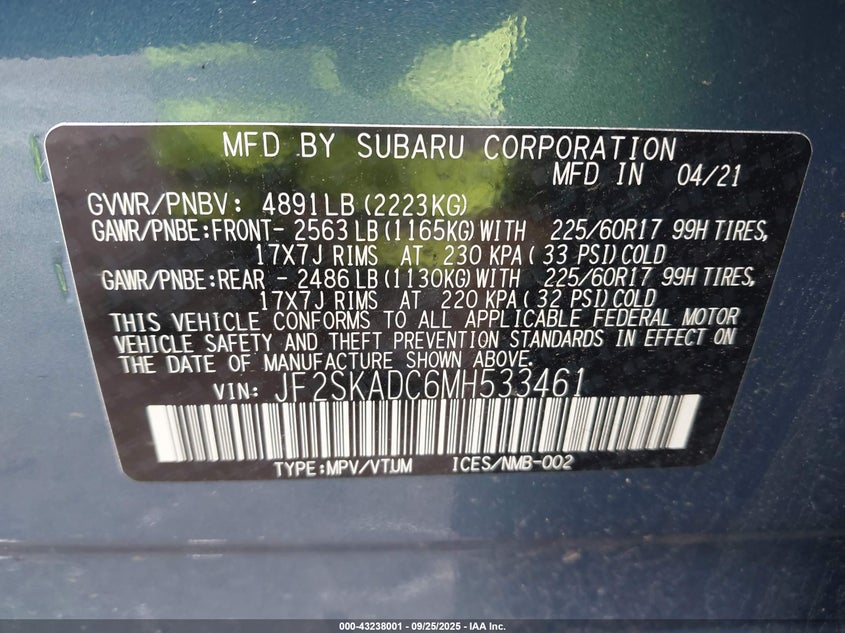 MFD BY SUBARU CORPORATION
MFD IN 04/21
GVWR/PNBV: 4891LB (2223KG)
GAWR/PNBE:FRONT- 2563 LB (1165KG) WITH 225/60R17 99H TIRES,
17X7J RIMS AT 230 KPA ( 33 PSI) COLD
GAWR/PNBE:REAR - 2486 LB (1130KG) WITH 225/60R17 99H TIRES,
17X7J RIMS AT 220 KPA ( 32 PSI) COLD
THIS VEHICLE CONFORMS TO ALL APPLICABLE FEDERAL MOTOR
VEHICLE SAFETY AND THEFT PREVENTION STANDARDS IN EFFECT ON
THE DATE OF MANUFACTURE SHOWN ABOVE.
VIN: JF2SKADC6MH533461
TYPE:MPV/VTUM ICES/NMB-002
000-43238001 - 09/25/2025 - IAA Inc.